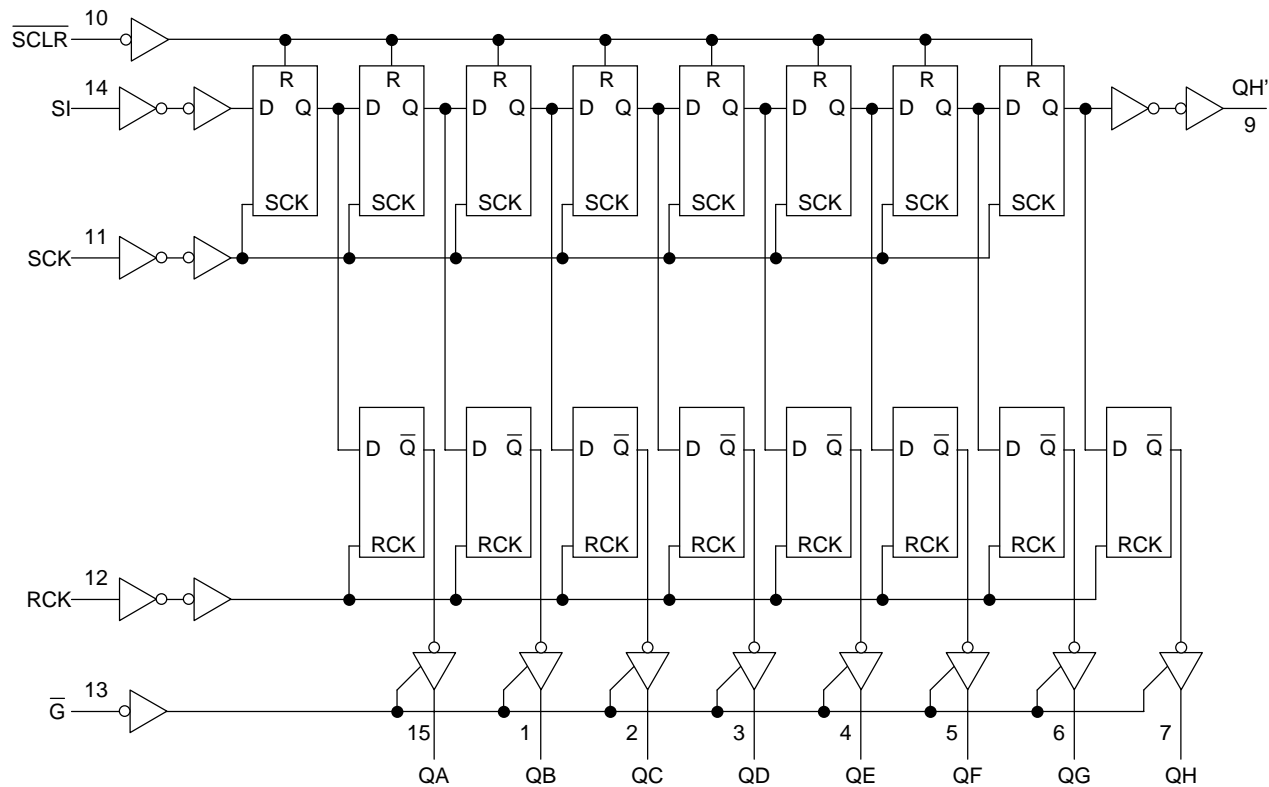 SCLR 10
R R R R R R R R
SI 14 D Q D Q D Q D Q D Q D Q D Q D Q QH' 9
SCK SCK SCK SCK SCK SCK SCK SCK
SCK 11
D Q D Q D Q D Q D Q D Q D Q D Q
RCK RCK RCK RCK RCK RCK RCK RCK
RCK 12
G 13
15 1 2 3 4 5 6 7
QA QB QC QD QE QF QG QH